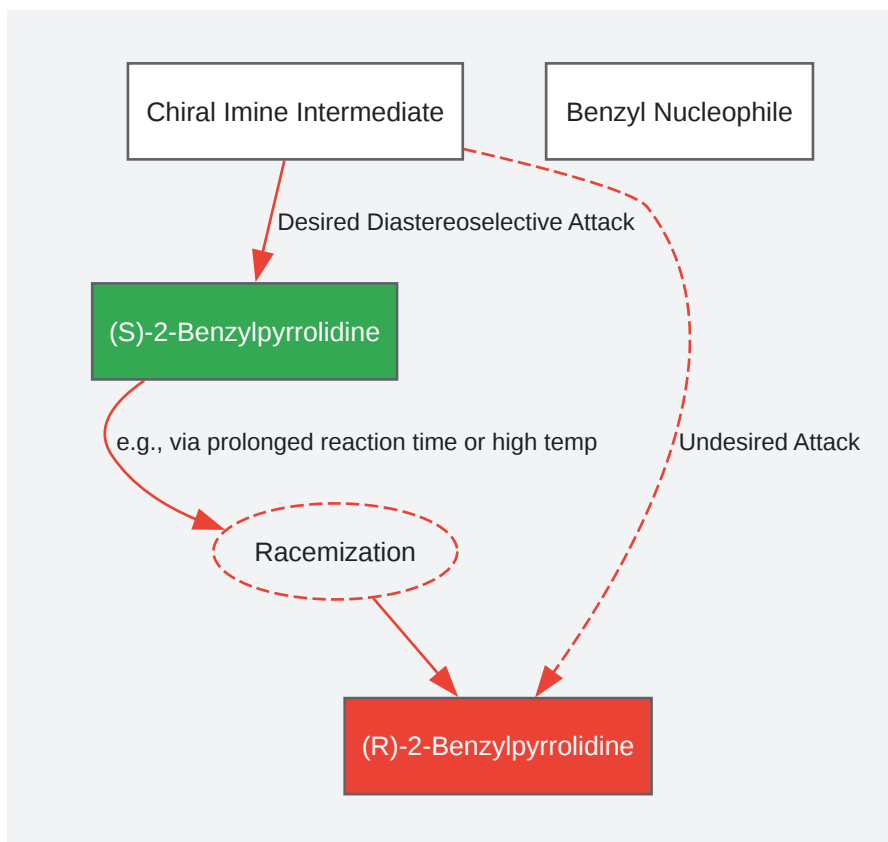 Chiral Imine Intermediate
Benzyl Nucleophile
Desired Diastereoselective Attack
(S)-2-Benzylpyrrolidine
e.g., via prolonged reaction time or high temp
Undesired Attack
Racemization
(R)-2-Benzylpyrrolidine